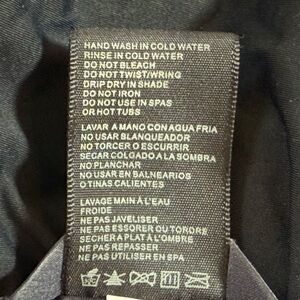 HAND WASH IN COLD WATER
RINSE IN COLD WATER
DO NOT BLEACH
DO NOT TWIST/WRING
DRIP DRY IN SHADE
DO NOT IRON
DO NOT USE IN SPAS
OR HOT TUBS
LAVAR A MANO CON AGUA FRIA
NO USAR BLANQUEADOR
NO TORCER O ESCURRIR
SECAR COLGADO A LA SOMBRA
NO PLANCHAR
NO USAR EN BALNEARIOS
O TINAS CALIENTES
LAVAGE MAIN À L'EAU
FROIDE
NE PAS JAVELISER
NE PAS ESSORER OU TORDRE
SECHER A PLAT À L'OMBRE
NE PAS REPASSER
NE PAS UTILISER EN SPA